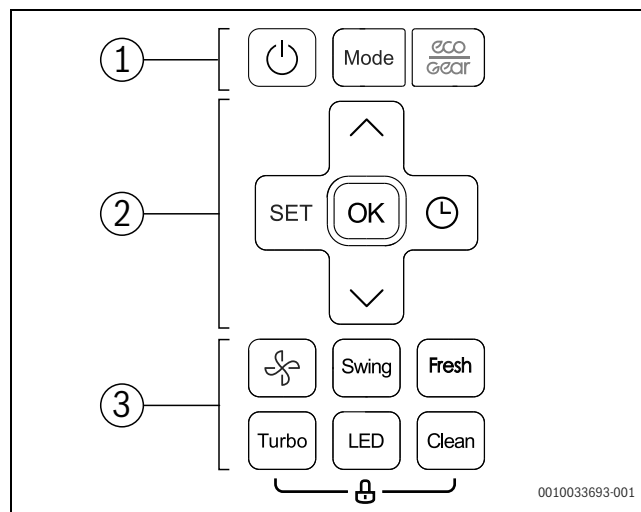 1 Mode eco Gear
2 SET OK
3 Swing Fresh
Turbo LED Clean
0010033693-001